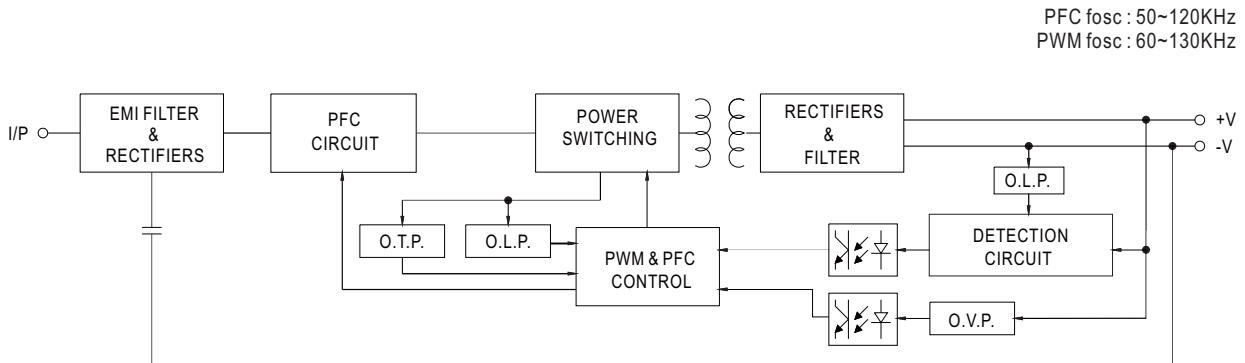 PFC fosc : 50~120KHz
PWM fosc : 60~130KHz
I/P
EMI FILTER
&
RECTIFIERS
PFC
CIRCUIT
POWER
SWITCHING
RECTIFIERS
&
FILTER
+V
-V
O.L.P.
O.T.P.
O.L.P.
PWM & PFC
CONTROL
DETECTION
CIRCUIT
O.V.P.